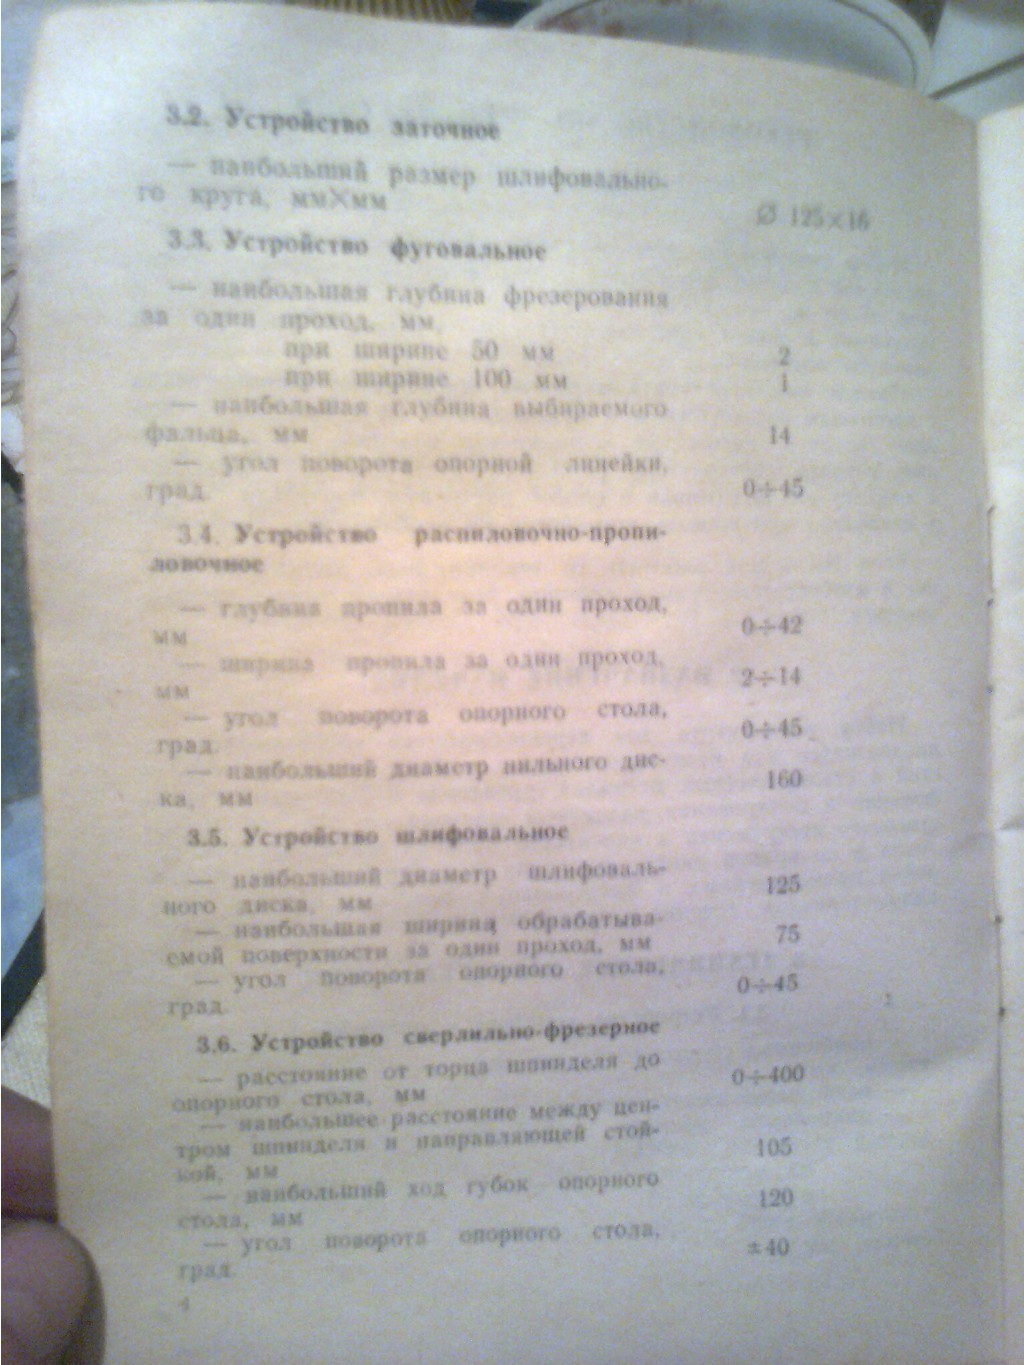 3.2. Устройство заточное
— наибольший размер шлифовально-
го круга, мм×мм
∅ 125×16
3.3. Устройство фуговальное
— наибольшая глубина фрезерования
за один проход, мм
при ширине 50 мм 2
при ширине 100 мм 1
— наибольшая глубина выбираемого
фальца, мм 14
— угол поворота опорной линейки,
град. 0÷45
3.4. Устройство распиловочно-пропи-
ловочное
— глубина пропила за один проход,
мм 0÷42
— ширина пропила за один проход,
мм 2÷14
— угол поворота опорного стола,
град. 0÷45
— наибольший диаметр пильного дис-
ка, мм 160
3.5. Устройство шлифовальное
— наибольший диаметр шлифоваль-
ного диска, мм 125
— наибольшая ширина обрабатыва-
емой поверхности за один проход, мм 75
— угол поворота опорного стола,
град. 0÷45
3.6. Устройство сверлильно-фрезерное
— расстояние от торца шпинделя до
опорного стола, мм 0÷400
— наибольшее расстояние между цен-
тром шпинделя и направляющей стой-
кой, мм 105
— наибольший ход губок опорного
стола, мм 120
— угол поворота опорного стола,
град. ±40
4